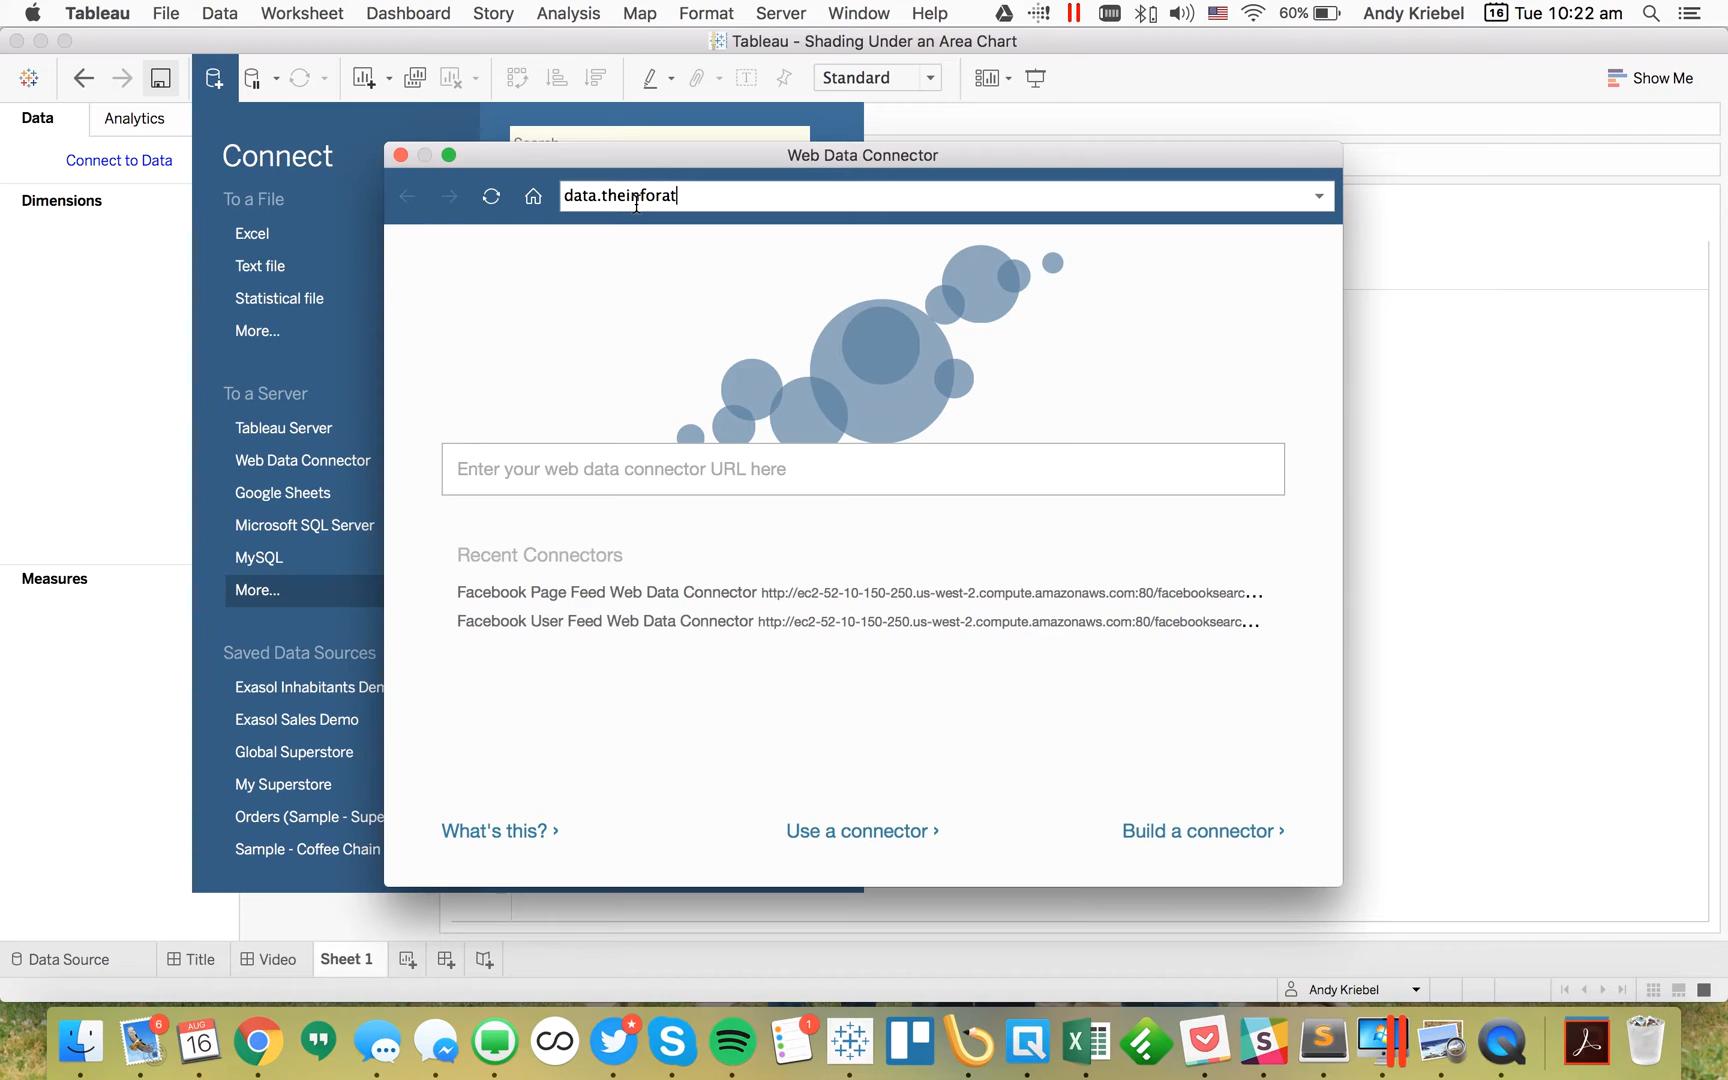 Tableau File Data Worksheet Dashboard Story Analysis Map Format Server Window Help 60% Andy Kriebel 16 Tue 10:22 am
Tableau - Shading Under an Area Chart
Standard Show Me
Data Analytics
Connect to Data
Dimensions
Measures
Connect
To a File
Excel
Text file
Statistical file
More...
To a Server
Tableau Server
Web Data Connector
Google Sheets
Microsoft SQL Server
MySQL
More...
Saved Data Sources
Exasol Inhabitants Den
Exasol Sales Demo
Global Superstore
My Superstore
Orders (Sample - Supe
Sample - Coffee Chain
Web Data Connector
data.theinforat
Enter your web data connector URL here
Recent Connectors
Facebook Page Feed Web Data Connector http://ec2-52-10-150-250.us-west-2.compute.amazonaws.com:80/facebooksearc...
Facebook User Feed Web Data Connector http://ec2-52-10-150-250.us-west-2.compute.amazonaws.com:80/facebooksearc...
What's this? › Use a connector › Build a connector ›
Data Source Title Video Sheet 1
Andy Kriebel
6 AUG 16 1